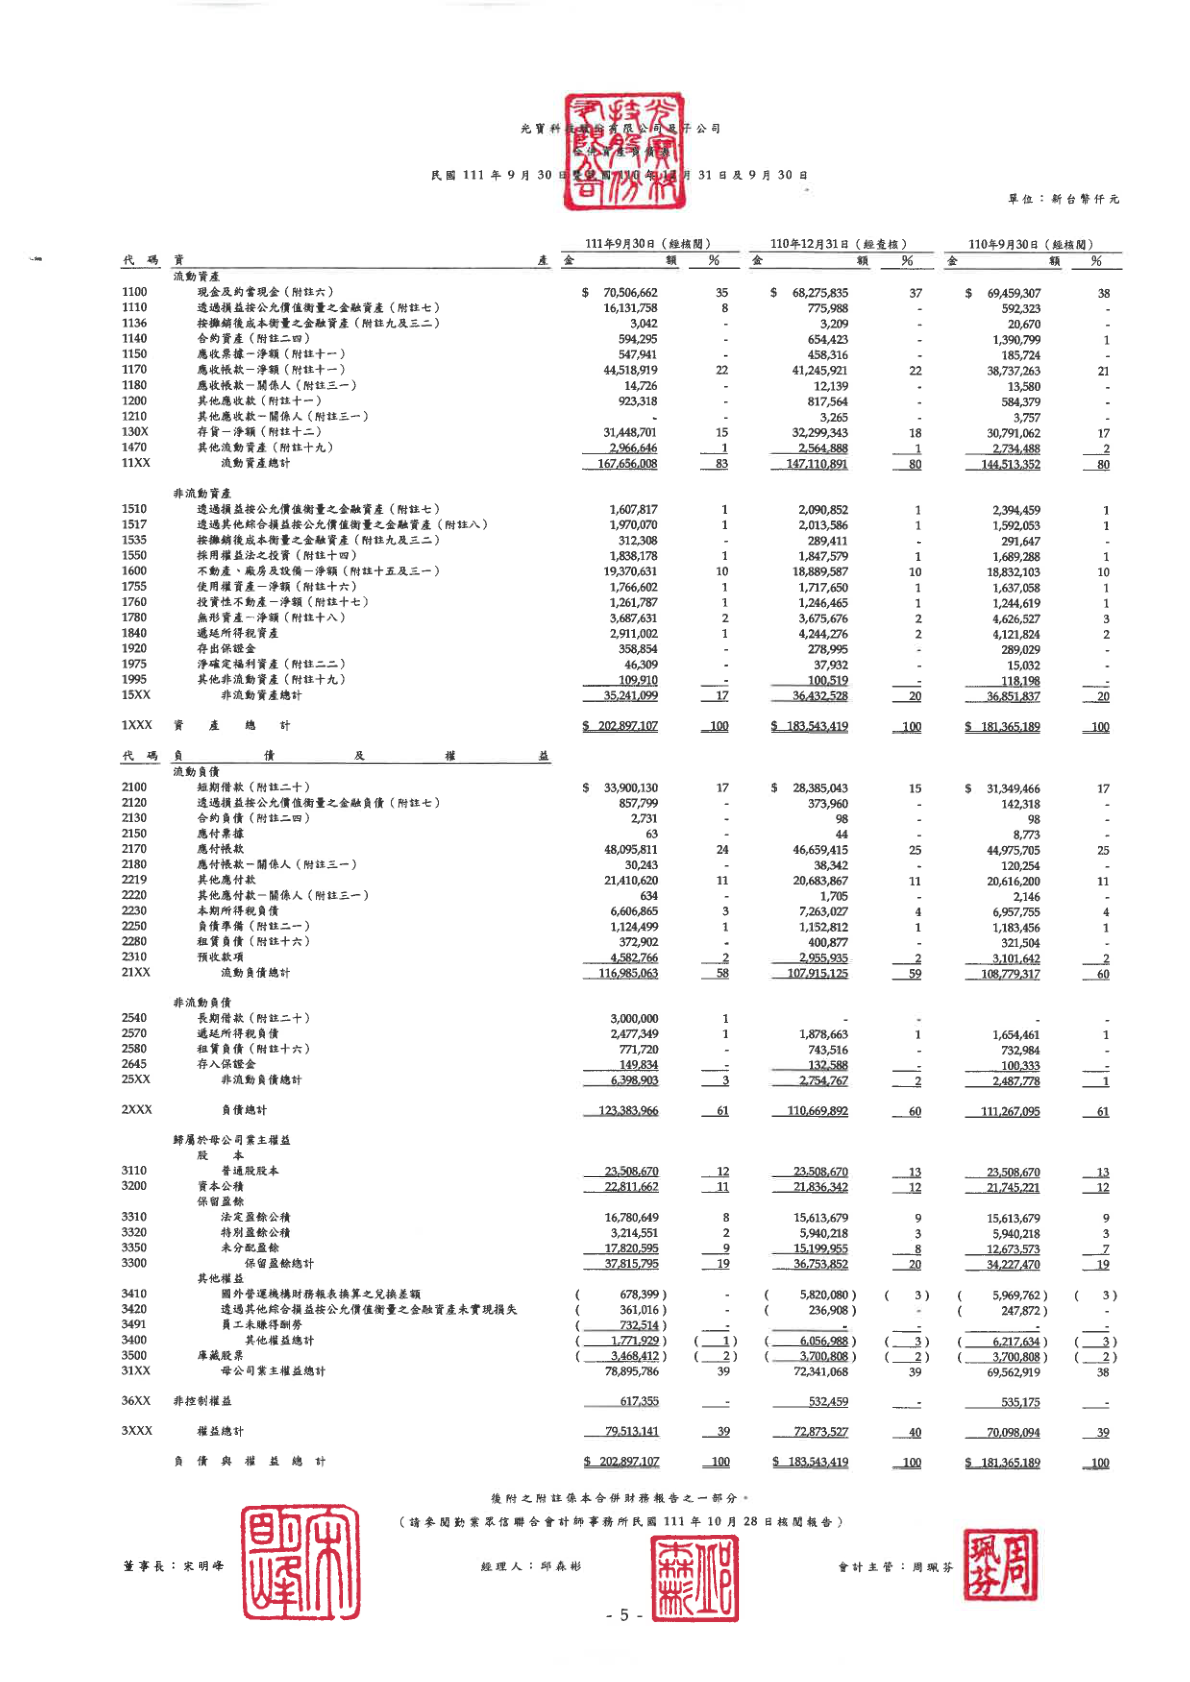 光寶科技股份有限公司及子公司
合併資產負債表
民國 111 年 9 月 30 日暨民國 110 年 12 月 31 日及 9 月 30 日
單位：新台幣仟元
111年9月30日（經核閱） 110年12月31日（經查核） 110年9月30日（經核閱）
代 碼 資 產 金 額 % 金 額 % 金 額 %
流動資產
1100 現金及約當現金（附註六） $ 70,506,662 35 $ 68,275,835 37 $ 69,459,307 38
1110 透過損益按公允價值衡量之金融資產（附註七） 16,131,758 8 775,988 - 592,323 -
1136 按攤銷後成本衡量之金融資產（附註九及三二） 3,042 - 3,209 - 20,670 -
1140 合約資產（附註二四） 594,295 - 654,423 - 1,390,799 1
1150 應收票據－淨額（附註十一） 547,941 - 458,316 - 185,724 -
1170 應收帳款－淨額（附註十一） 44,518,919 22 41,245,921 22 38,737,263 21
1180 應收帳款－關係人（附註三一） 14,726 - 12,139 - 13,580 -
1200 其他應收款（附註十一） 923,318 - 817,564 - 584,379 -
1210 其他應收款－關係人（附註三一） - - 3,265 - 3,757 -
130X 存貨－淨額（附註十二） 31,448,701 15 32,299,343 18 30,791,062 17
1470 其他流動資產（附註十九） 2,966,646 1 2,564,888 1 2,734,488 2
11XX 流動資產總計 167,656,008 83 147,110,891 80 144,513,352 80
非流動資產
1510 透過損益按公允價值衡量之金融資產（附註七） 1,607,817 1 2,090,852 1 2,394,459 1
1517 透過其他綜合損益按公允價值衡量之金融資產（附註八） 1,970,070 1 2,013,586 1 1,592,053 1
1535 按攤銷後成本衡量之金融資產（附註九及三二） 312,308 - 289,411 - 291,647 -
1550 採用權益法之投資（附註十四） 1,838,178 1 1,847,579 1 1,689,288 1
1600 不動產、廠房及設備－淨額（附註十五及三一） 19,370,631 10 18,889,587 10 18,832,103 10
1755 使用權資產－淨額（附註十六） 1,766,602 1 1,717,650 1 1,637,058 1
1760 投資性不動產－淨額（附註十七） 1,261,787 1 1,246,465 1 1,244,619 1
1780 無形資產－淨額（附註十八） 3,687,631 2 3,675,676 2 4,626,527 3
1840 遞延所得稅資產 2,911,002 1 4,244,276 2 4,121,824 2
1920 存出保證金 358,854 - 278,995 - 289,029 -
1975 淨確定福利資產（附註二二） 46,309 - 37,932 - 15,032 -
1995 其他非流動資產（附註十九） 109,910 - 100,519 - 118,198 -
15XX 非流動資產總計 35,241,099 17 36,432,528 20 36,851,837 20
1XXX 資 產 總 計 $ 202,897,107 100 $ 183,543,419 100 $ 181,365,189 100
代 碼 負 債 及 權 益
流動負債
2100 短期借款（附註二十） $ 33,900,130 17 $ 28,385,043 15 $ 31,349,466 17
2120 透過損益按公允價值衡量之金融負債（附註七） 857,799 - 373,960 - 142,318 -
2130 合約負債（附註二四） 2,731 - 98 - 98 -
2150 應付票據 63 - 44 - 8,773 -
2170 應付帳款 48,095,811 24 46,659,415 25 44,975,705 25
2180 應付帳款－關係人（附註三一） 30,243 - 38,342 - 120,254 -
2219 其他應付款 21,410,620 11 20,683,867 11 20,616,200 11
2220 其他應付款－關係人（附註三一） 634 - 1,705 - 2,146 -
2230 本期所得稅負債 6,606,865 3 7,263,027 4 6,957,755 4
2250 負債準備（附註二一） 1,124,499 1 1,152,812 1 1,183,456 1
2280 租賃負債（附註十六） 372,902 - 400,877 - 321,504 -
2310 預收款項 4,582,766 2 2,955,935 2 3,101,642 2
21XX 流動負債總計 116,985,063 58 107,915,125 59 108,779,317 60
非流動負債
2540 長期借款（附註二十） 3,000,000 1 - - - -
2570 遞延所得稅負債 2,477,349 1 1,878,663 1 1,654,461 1
2580 租賃負債（附註十六） 771,720 - 743,516 - 732,984 -
2645 存入保證金 149,834 - 132,588 - 100,333 -
25XX 非流動負債總計 6,398,903 3 2,754,767 2 2,487,778 1
2XXX 負債總計 123,383,966 61 110,669,892 60 111,267,095 61
歸屬於母公司業主權益
股 本
3110 普通股股本 23,508,670 12 23,508,670 13 23,508,670 13
3200 資本公積 22,811,662 11 21,836,342 12 21,745,221 12
保留盈餘
3310 法定盈餘公積 16,780,649 8 15,613,679 9 15,613,679 9
3320 特別盈餘公積 3,214,551 2 5,940,218 3 5,940,218 3
3350 未分配盈餘 17,820,595 9 15,199,955 8 12,673,573 7
3300 保留盈餘總計 37,815,795 19 36,753,852 20 34,227,470 19
其他權益
3410 國外營運機構財務報表換算之兌換差額 ( 678,399 ) - ( 5,820,080 ) ( 3 ) ( 5,969,762 ) ( 3 )
3420 透過其他綜合損益按公允價值衡量之金融資產未實現損失 ( 361,016 ) - ( 236,908 ) - ( 247,872 ) -
3491 員工未賺得酬勞 ( 732,514 ) - - - - -
3400 其他權益總計 ( 1,771,929 ) ( 1 ) ( 6,056,988 ) ( 3 ) ( 6,217,634 ) ( 3 )
3500 庫藏股票 ( 3,468,412 ) ( 2 ) ( 3,700,808 ) ( 2 ) ( 3,700,808 ) ( 2 )
31XX 母公司業主權益總計 78,895,786 39 72,341,068 39 69,562,919 38
36XX 非控制權益 617,355 - 532,459 - 535,175 -
3XXX 權益總計 79,513,141 39 72,873,527 40 70,098,094 39
負 債 與 權 益 總 計 $ 202,897,107 100 $ 183,543,419 100 $ 181,365,189 100
後附之附註係本合併財務報告之一部分。
（請參閱勤業眾信聯合會計師事務所民國 111 年 10 月 28 日核閱報告）
董事長：宋明峰 經理人：邱森彬 會計主管：周珮芬
- 5 -